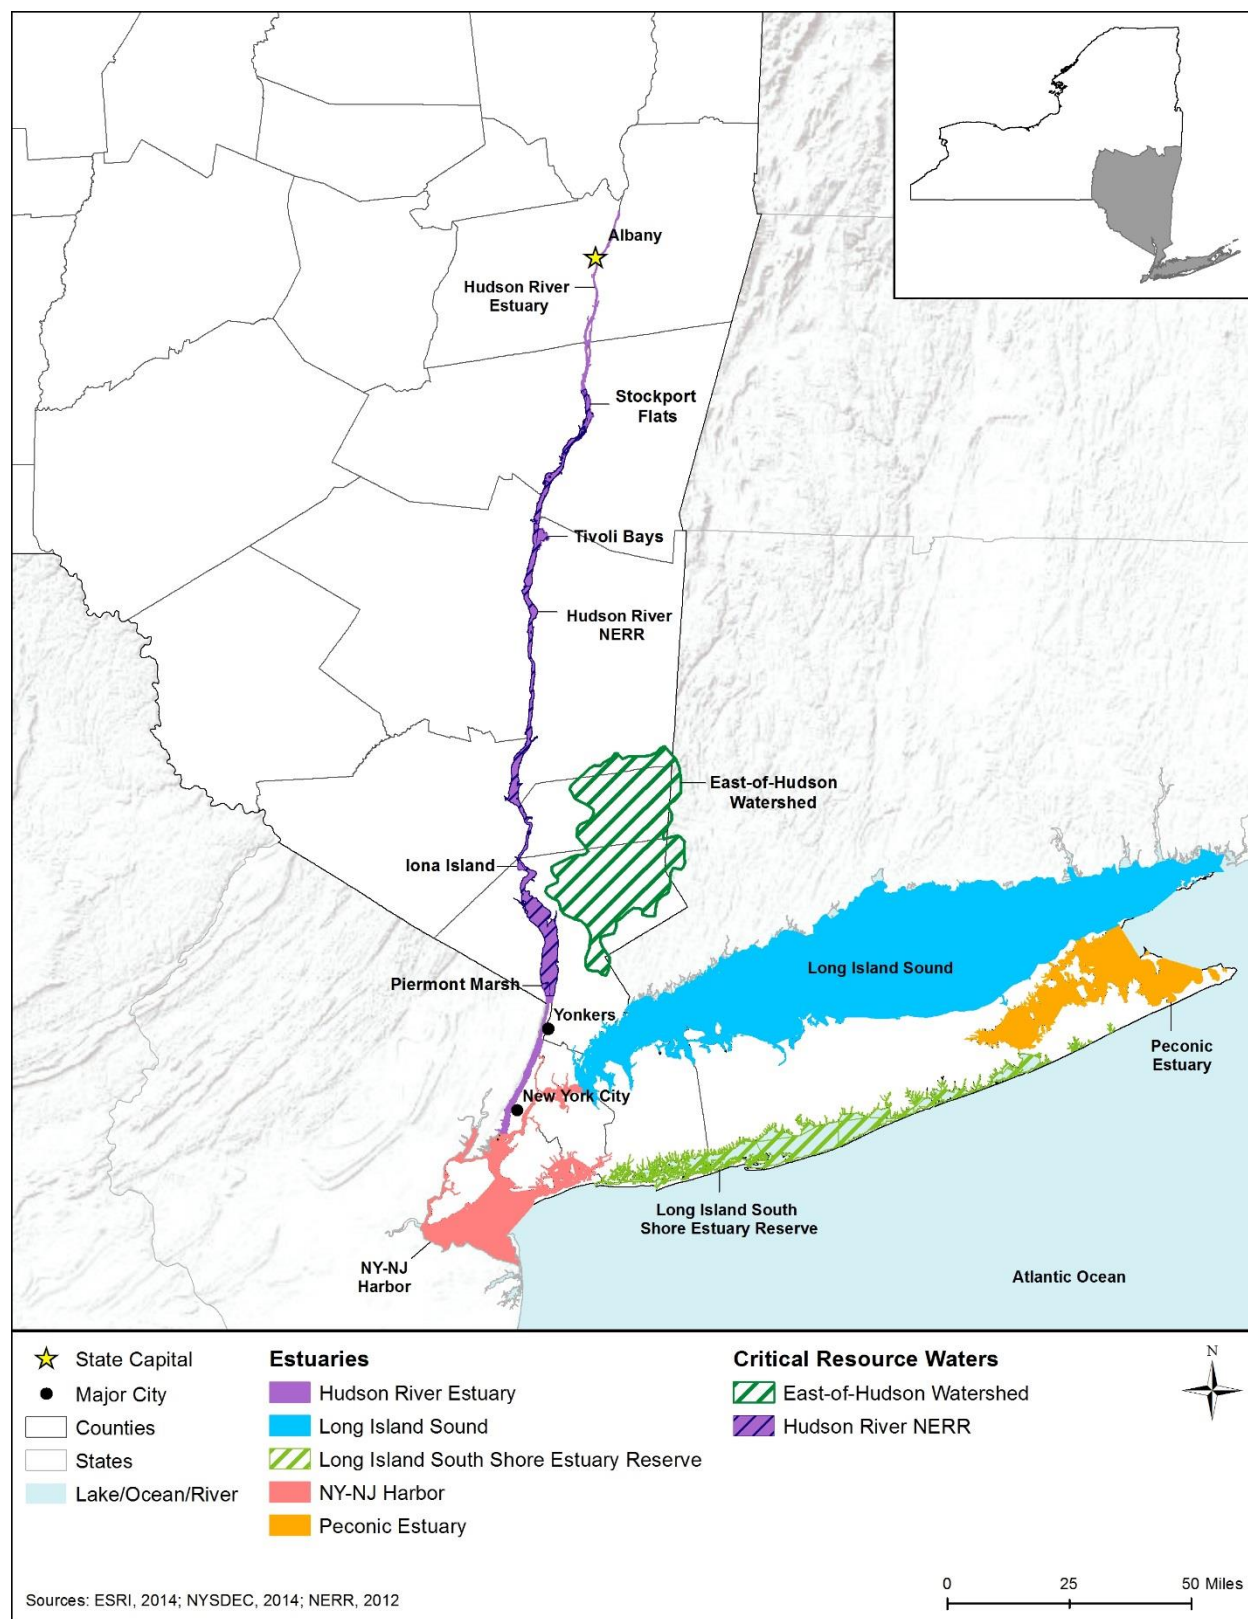 Albany
Hudson River
Estuary
Stockport
Flats
Tivoli Bays
Hudson River
NERR
East-of-Hudson
Watershed
Iona Island
Long Island Sound
Piermont Marsh
Yonkers
Peconic
Estuary
New York City
Long Island South
Shore Estuary Reserve
NY-NJ
Harbor
Atlantic Ocean
State Capital
Major City
Counties
States
Lake/Ocean/River
Estuaries
Hudson River Estuary
Long Island Sound
Long Island South Shore Estuary Reserve
NY-NJ Harbor
Peconic Estuary
Critical Resource Waters
East-of-Hudson Watershed
Hudson River NERR
N
Sources: ESRI, 2014; NYSDEC, 2014; NERR, 2012
0 25 50 Miles